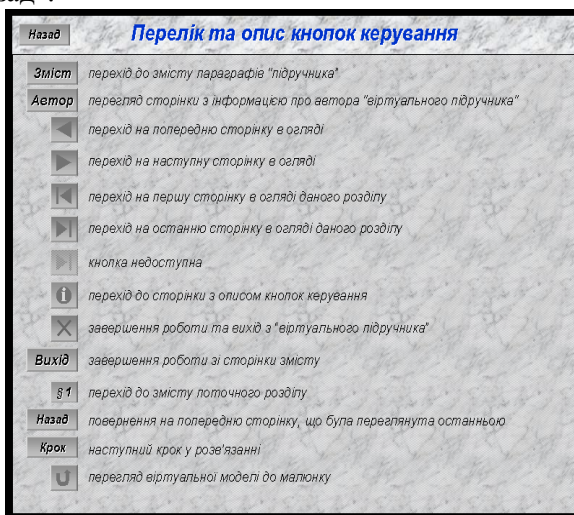 Назад
Перелік та опис кнопок керування
Зміст перехід до змісту параграфів "підручника"
Автор перегляд сторінки з інформацією про автора "віртуального підручника"
перехід на попередню сторінку в огляді
перехід на наступну сторінку в огляді
перехід на першу сторінку в огляді даного розділу
перехід на останню сторінку в огляді даного розділу
кнопка недоступна
перехід до сторінки з описом кнопок керування
завершення роботи та вихід з "віртуального підручника"
Вихід завершення роботи зі сторінки змісту
§ 1 перехід до змісту поточного розділу
Назад повернення на попередню сторінку, що була переглянута останньою
Крок наступний крок у розв'язанні
перегляд віртуальної моделі до малюнку